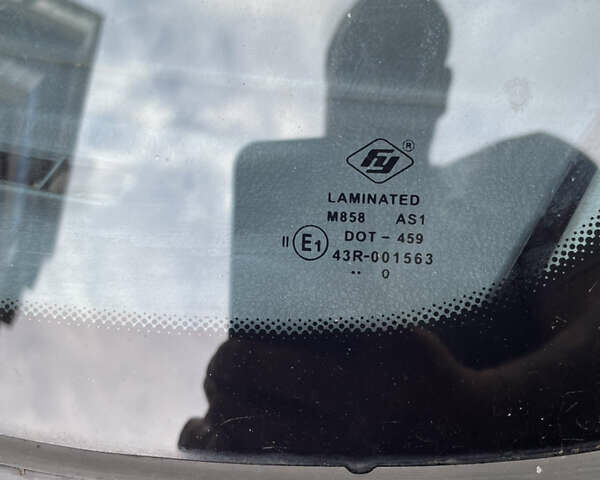 FY ®
LAMINATED
M858 AS1
DOT - 459
II E1
43R-001563
.. 0